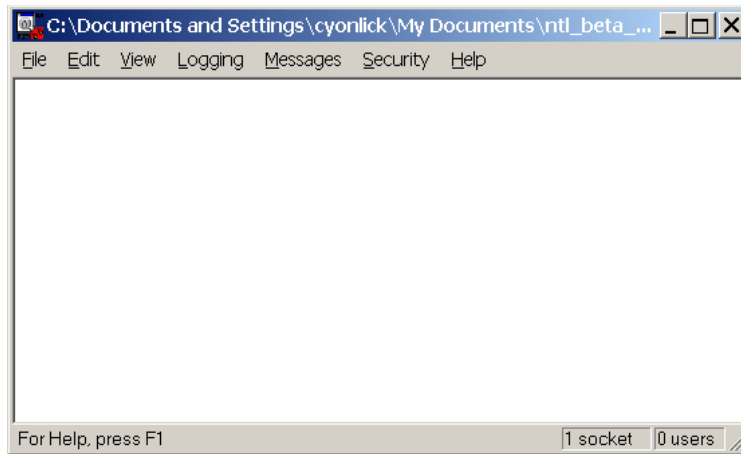 C:\Documents and Settings\cyonlick\My Documents\ntl_beta_...
File Edit View Logging Messages Security Help
For Help, press F1 1 socket 0 users